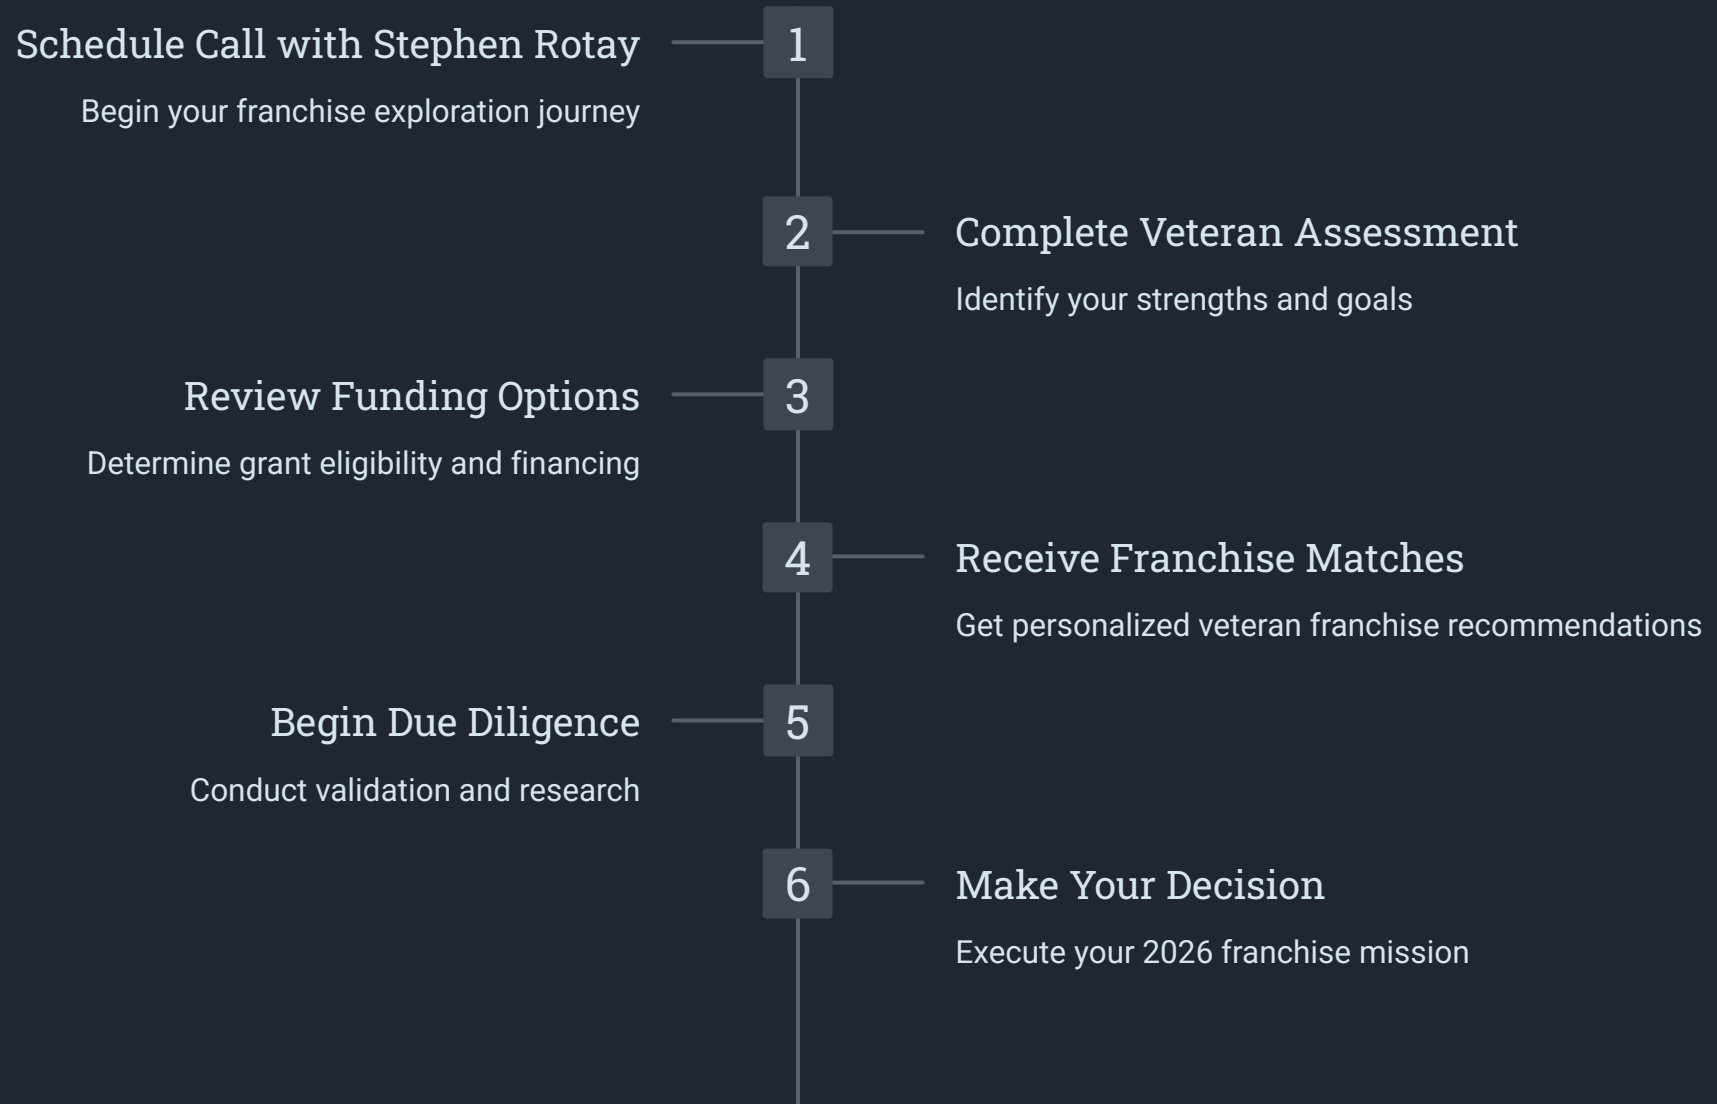 Schedule Call with Stephen Rotay
1
Begin your franchise exploration journey
2
Complete Veteran Assessment
Identify your strengths and goals
Review Funding Options
3
Determine grant eligibility and financing
4
Receive Franchise Matches
Get personalized veteran franchise recommendations
Begin Due Diligence
5
Conduct validation and research
6
Make Your Decision
Execute your 2026 franchise mission